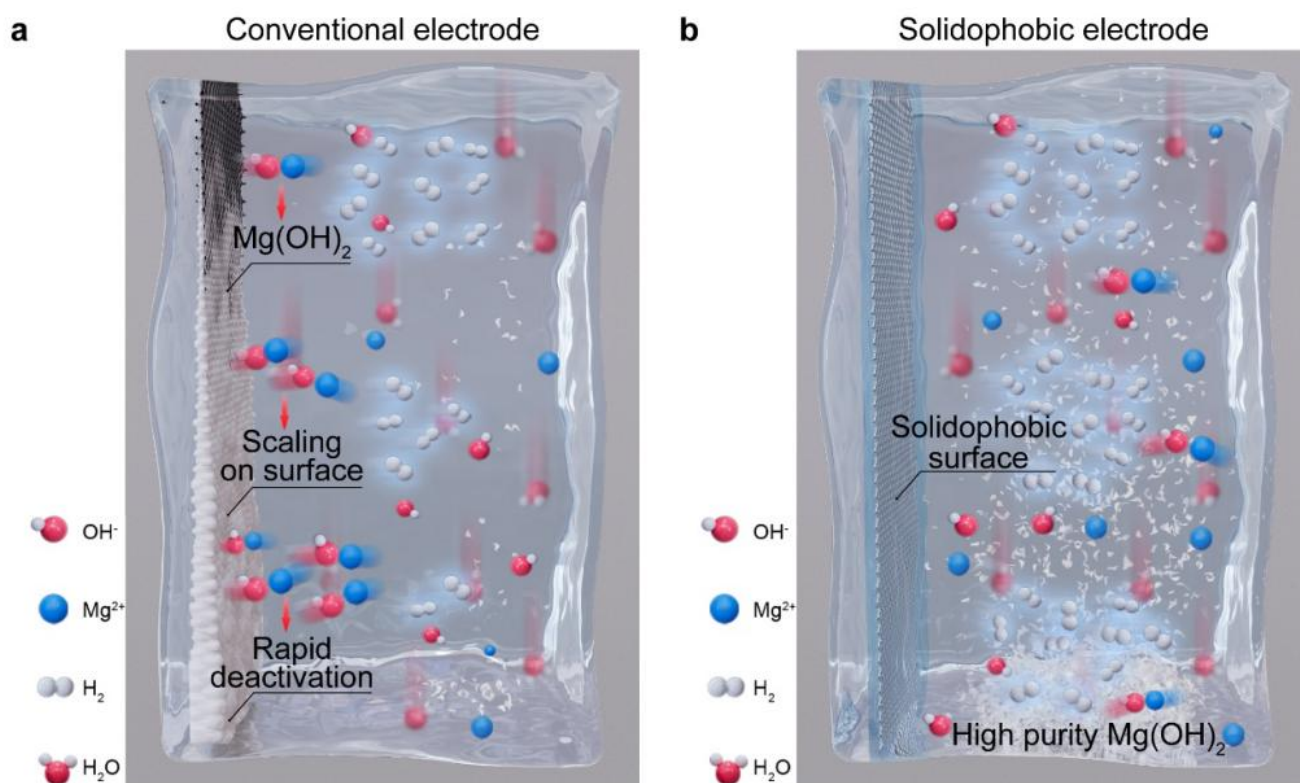 a
Conventional electrode
Mg(OH)₂
Scaling
on surface
Rapid
deactivation
OH⁻
Mg²⁺
H₂
H₂O
b
Solidophobic electrode
Solidophobic
surface
High purity Mg(OH)₂
OH⁻
Mg²⁺
H₂
H₂O